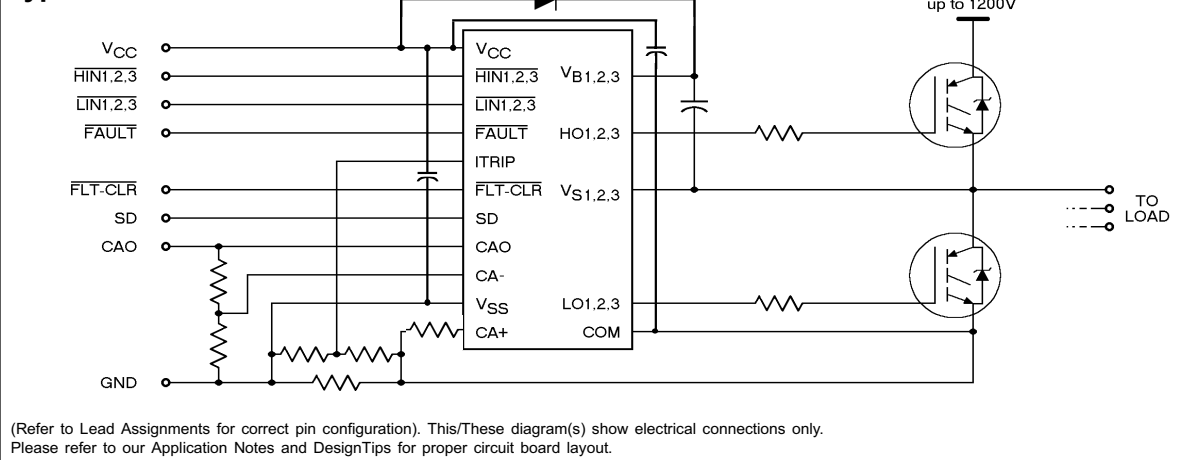 up to 1200V
VCC
HIN1,2,3
LIN1,2,3
FAULT
FLT-CLR
SD
CAO
GND
VCC
HIN1,2,3
LIN1,2,3
FAULT
ITRIP
FLT-CLR
SD
CAO
CA-
VSS
CA+
VB1,2,3
HO1,2,3
VS1,2,3
LO1,2,3
COM
TO
LOAD
(Refer to Lead Assignments for correct pin configuration). This/These diagram(s) show electrical connections only.
Please refer to our Application Notes and DesignTips for proper circuit board layout.